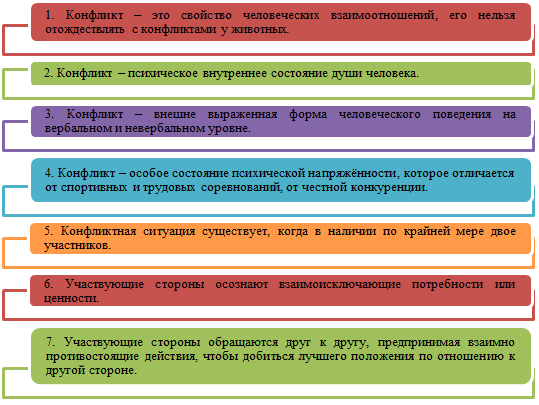 1. Конфликт – это свойство человеческих взаимоотношений, его нельзя
отождествлять с конфликтами у животных.
2. Конфликт – психическое внутреннее состояние души человека.
3. Конфликт – внешне выраженная форма человеческого поведения на
вербальном и невербальном уровне.
4. Конфликт – особое состояние психической напряжённости, которое отличается
от спортивных и трудовых соревнований, от честной конкуренции.
5. Конфликтная ситуация существует, когда в наличии по крайней мере двое
участников.
6. Участвующие стороны осознают взаимоисключающие потребности или
ценности.
7. Участвующие стороны обращаются друг к другу, предпринимая взаимно
противостоящие действия, чтобы добиться лучшего положения по отношению к
другой стороне.